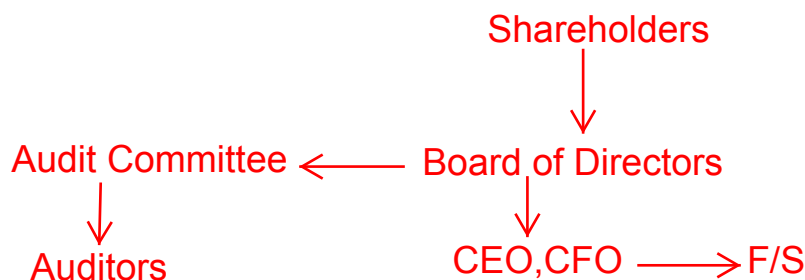 Shareholders
Audit Committee
Board of Directors
Auditors
CEO,CFO
F/S